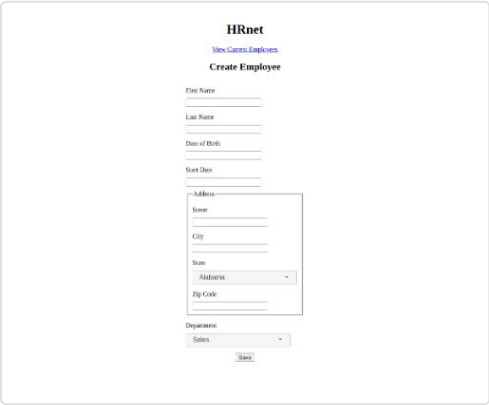 HRnet
View Current Employees
Create Employee
First Name
Last Name
Date of Birth
Start Date
Address
Street
City
State
Alabama
Zip Code
Department
Sales
Save